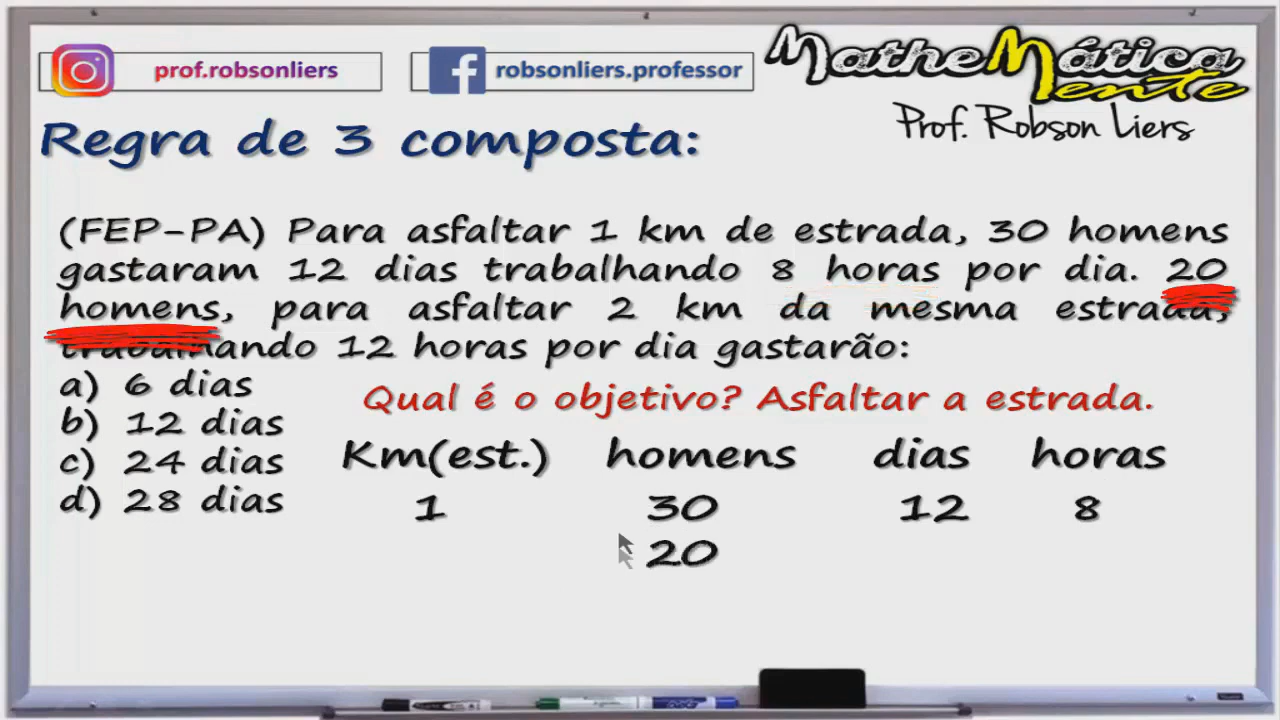 prof.robsonliers
robsonliers.professor
MatheMática
Mente
Prof. Robson Liers
Regra de 3 composta:
(FEP-PA) Para asfaltar 1 km de estrada, 30 homens
gastaram 12 dias trabalhando 8 horas por dia. 20
homens, para asfaltar 2 km da mesma estrada,
trabalhando 12 horas por dia gastarão:
a) 6 dias
b) 12 dias
c) 24 dias
d) 28 dias
Qual é o objetivo? Asfaltar a estrada.
Km(est.) homens dias horas
1 30 12 8
20